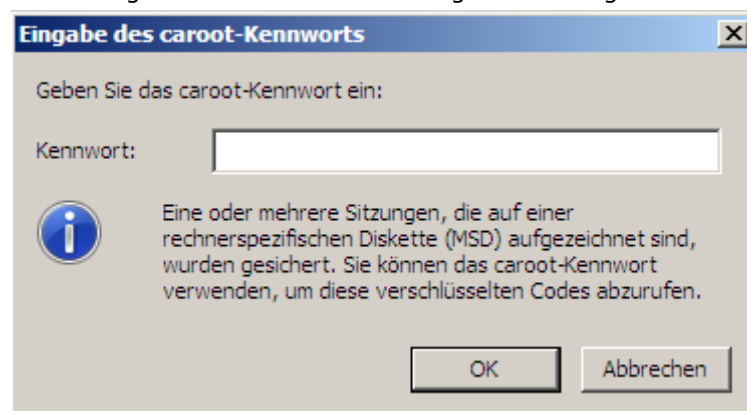 Eingabe des caroot-Kennworts
Geben Sie das caroot-Kennwort ein:
Kennwort:
Eine oder mehrere Sitzungen, die auf einer
rechnerspezifischen Diskette (MSD) aufgezeichnet sind,
wurden gesichert. Sie können das caroot-Kennwort
verwenden, um diese verschlüsselten Codes abzurufen.
OK
Abbrechen